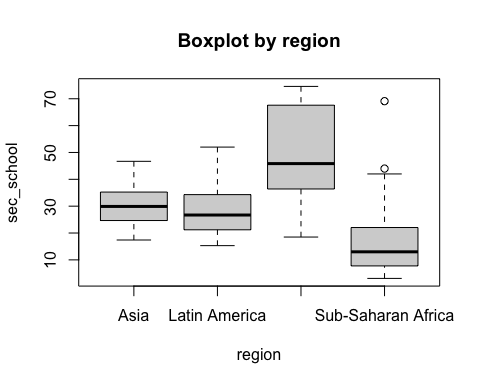 Boxplot by region
sec_school
70
50
30
10
Asia Latin America Sub-Saharan Africa
region